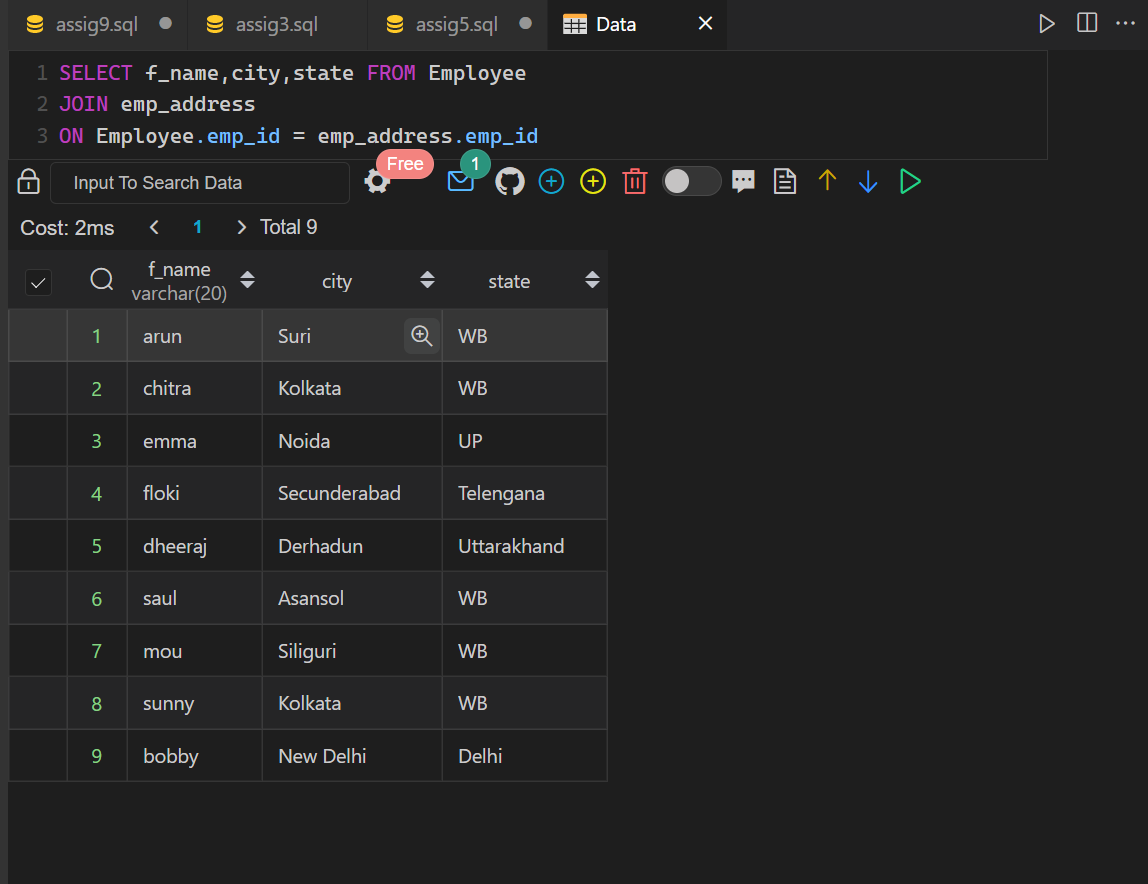 assig9.sql assig3.sql assig5.sql Data
1 SELECT f_name,city,state FROM Employee
2 JOIN emp_address
3 ON Employee.emp_id = emp_address.emp_id
Input To Search Data Free 1
Cost: 2ms 1 Total 9
f_name city state
varchar(20)
1 arun Suri WB
2 chitra Kolkata WB
3 emma Noida UP
4 floki Secunderabad Telengana
5 dheeraj Derhadun Uttarakhand
6 saul Asansol WB
7 mou Siliguri WB
8 sunny Kolkata WB
9 bobby New Delhi Delhi